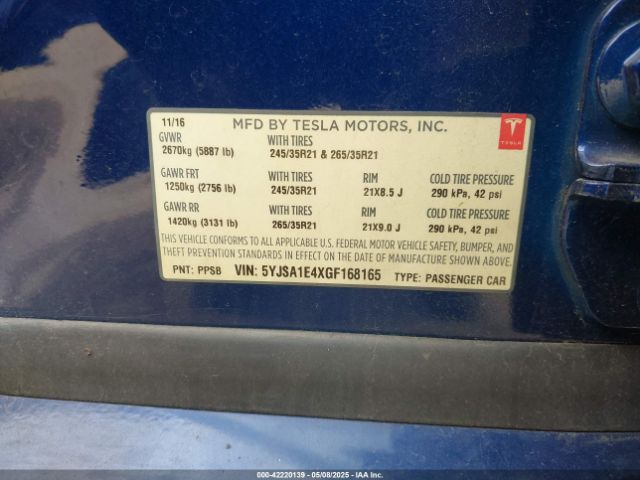 11/16 MFD BY TESLA MOTORS, INC.
GVWR WITH TIRES
2670kg (5887 lb) 245/35R21 & 265/35R21
GAWR FRT WITH TIRES RIM COLD TIRE PRESSURE
1250kg (2756 lb) 245/35R21 21X8.5 J 290 kPa, 42 psi
GAWR RR WITH TIRES RIM COLD TIRE PRESSURE
1420kg (3131 lb) 265/35R21 21X9.0 J 290 kPa, 42 psi
THIS VEHICLE CONFORMS TO ALL APPLICABLE U.S. FEDERAL MOTOR VEHICLE SAFETY, BUMPER, AND
THEFT PREVENTION STANDARDS IN EFFECT ON THE DATE OF MANUFACTURE SHOWN ABOVE.
PNT: PPSB VIN: 5YJSA1E4XGF168165 TYPE: PASSENGER CAR
TESLA
000-42220139 - 05/08/2025 - IAAI.COM